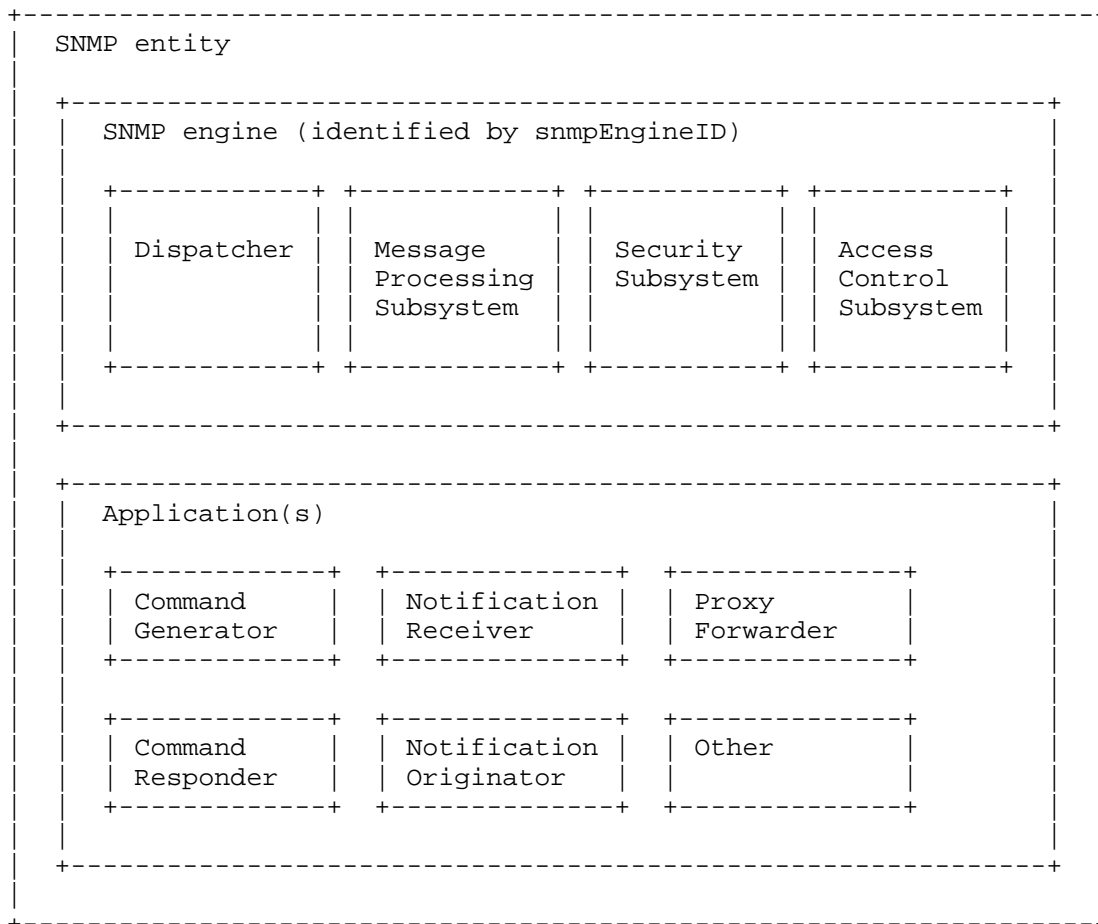 SNMP entity
SNMP engine (identified by snmpEngineID)
Dispatcher Message Security Access
Processing Subsystem Control
Subsystem Subsystem
Application(s)
Command Notification Proxy
Generator Receiver Forwarder
Command Notification Other
Responder Originator